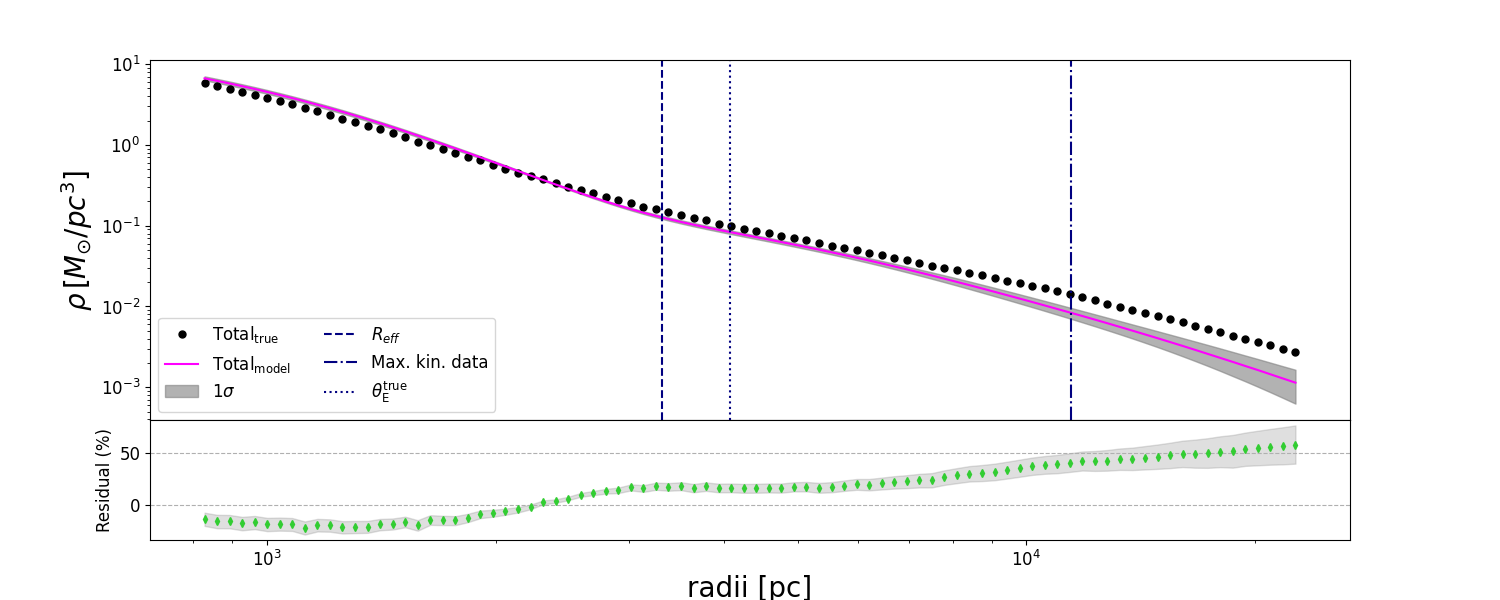 10¹
10⁰
10⁻¹
10⁻²
10⁻³
ρ [M⊙/pc³]
Total_true
Total_model
1σ
R_eff
Max. kin. data
θ_E^true
Residual (%)
50
0
10³
10⁴
radii [pc]